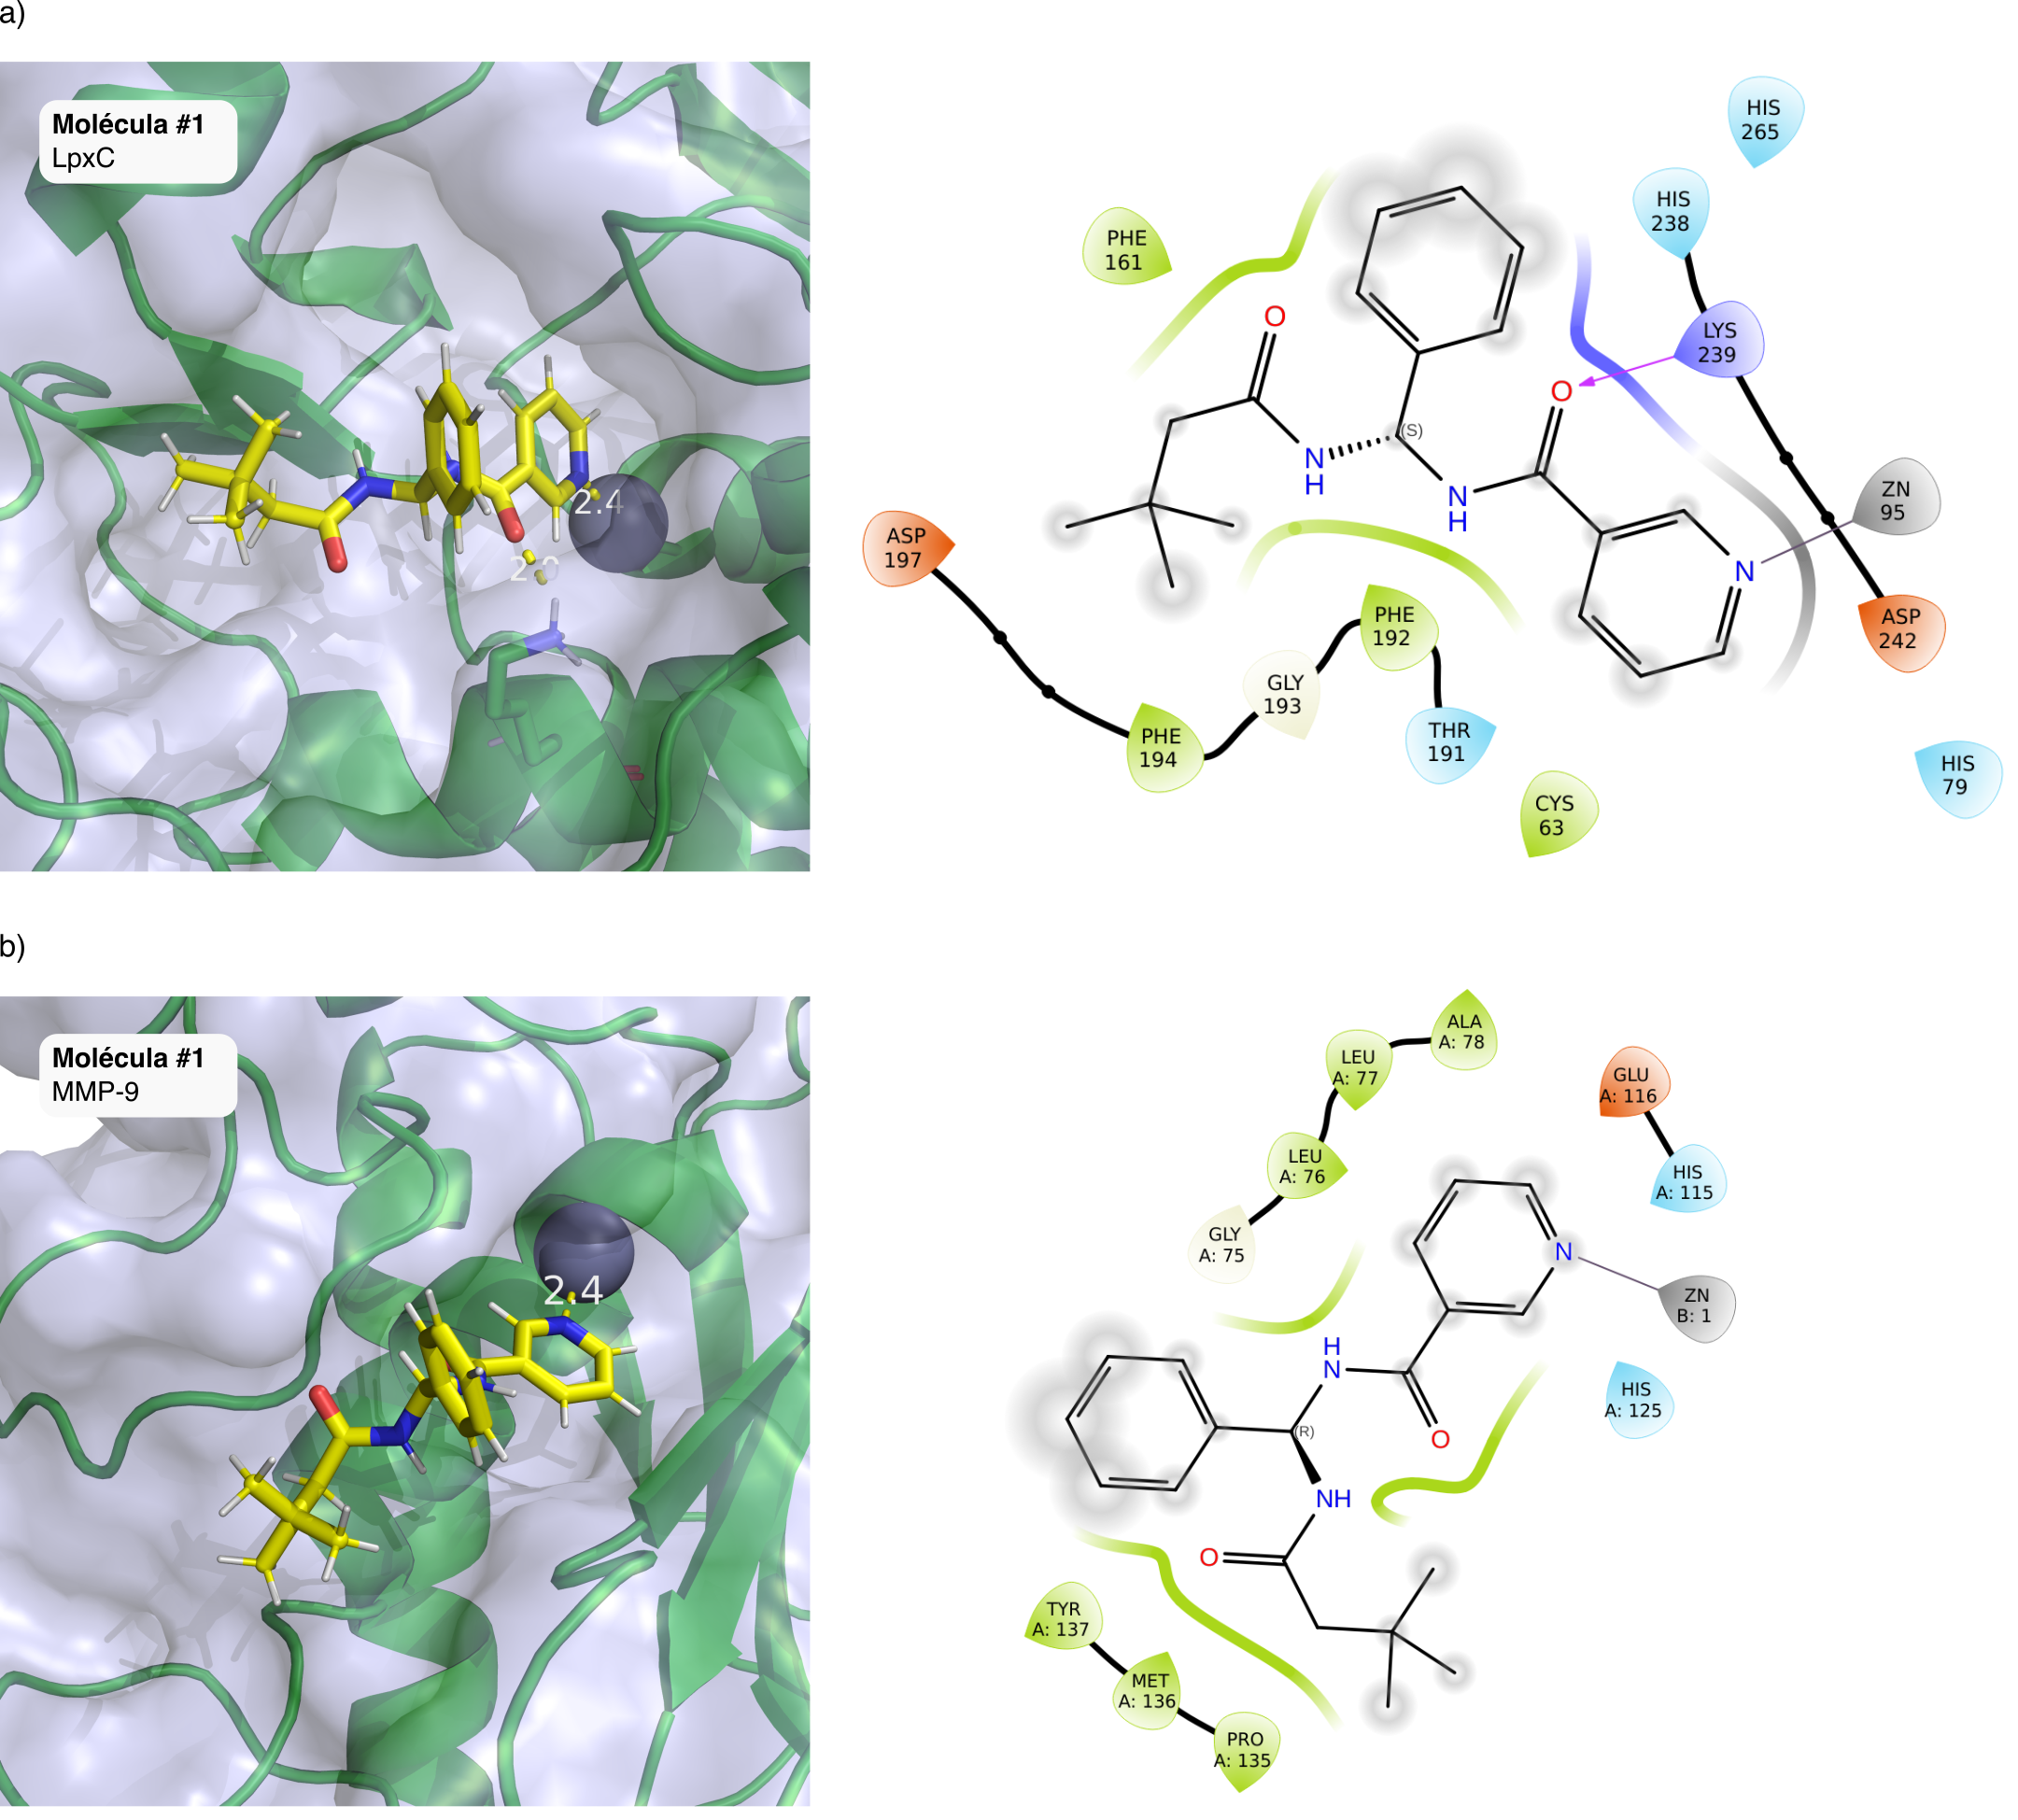 a)
Molécula #1
LpxC
2.4
2.0
HIS
265
HIS
238
PHE
161
LYS
239
O
O
(S)
N
H
N
H
ZN
95
ASP
197
N
PHE
192
ASP
242
GLY
193
THR
191
PHE
194
HIS
79
CYS
63
b)
Molécula #1
MMP-9
2.4
ALA
A: 78
LEU
A: 77
GLU
A: 116
LEU
A: 76
HIS
A: 115
GLY
A: 75
N
ZN
B: 1
H
N
HIS
A: 125
(R)
O
NH
O
TYR
A: 137
MET
A: 136
PRO
A: 135